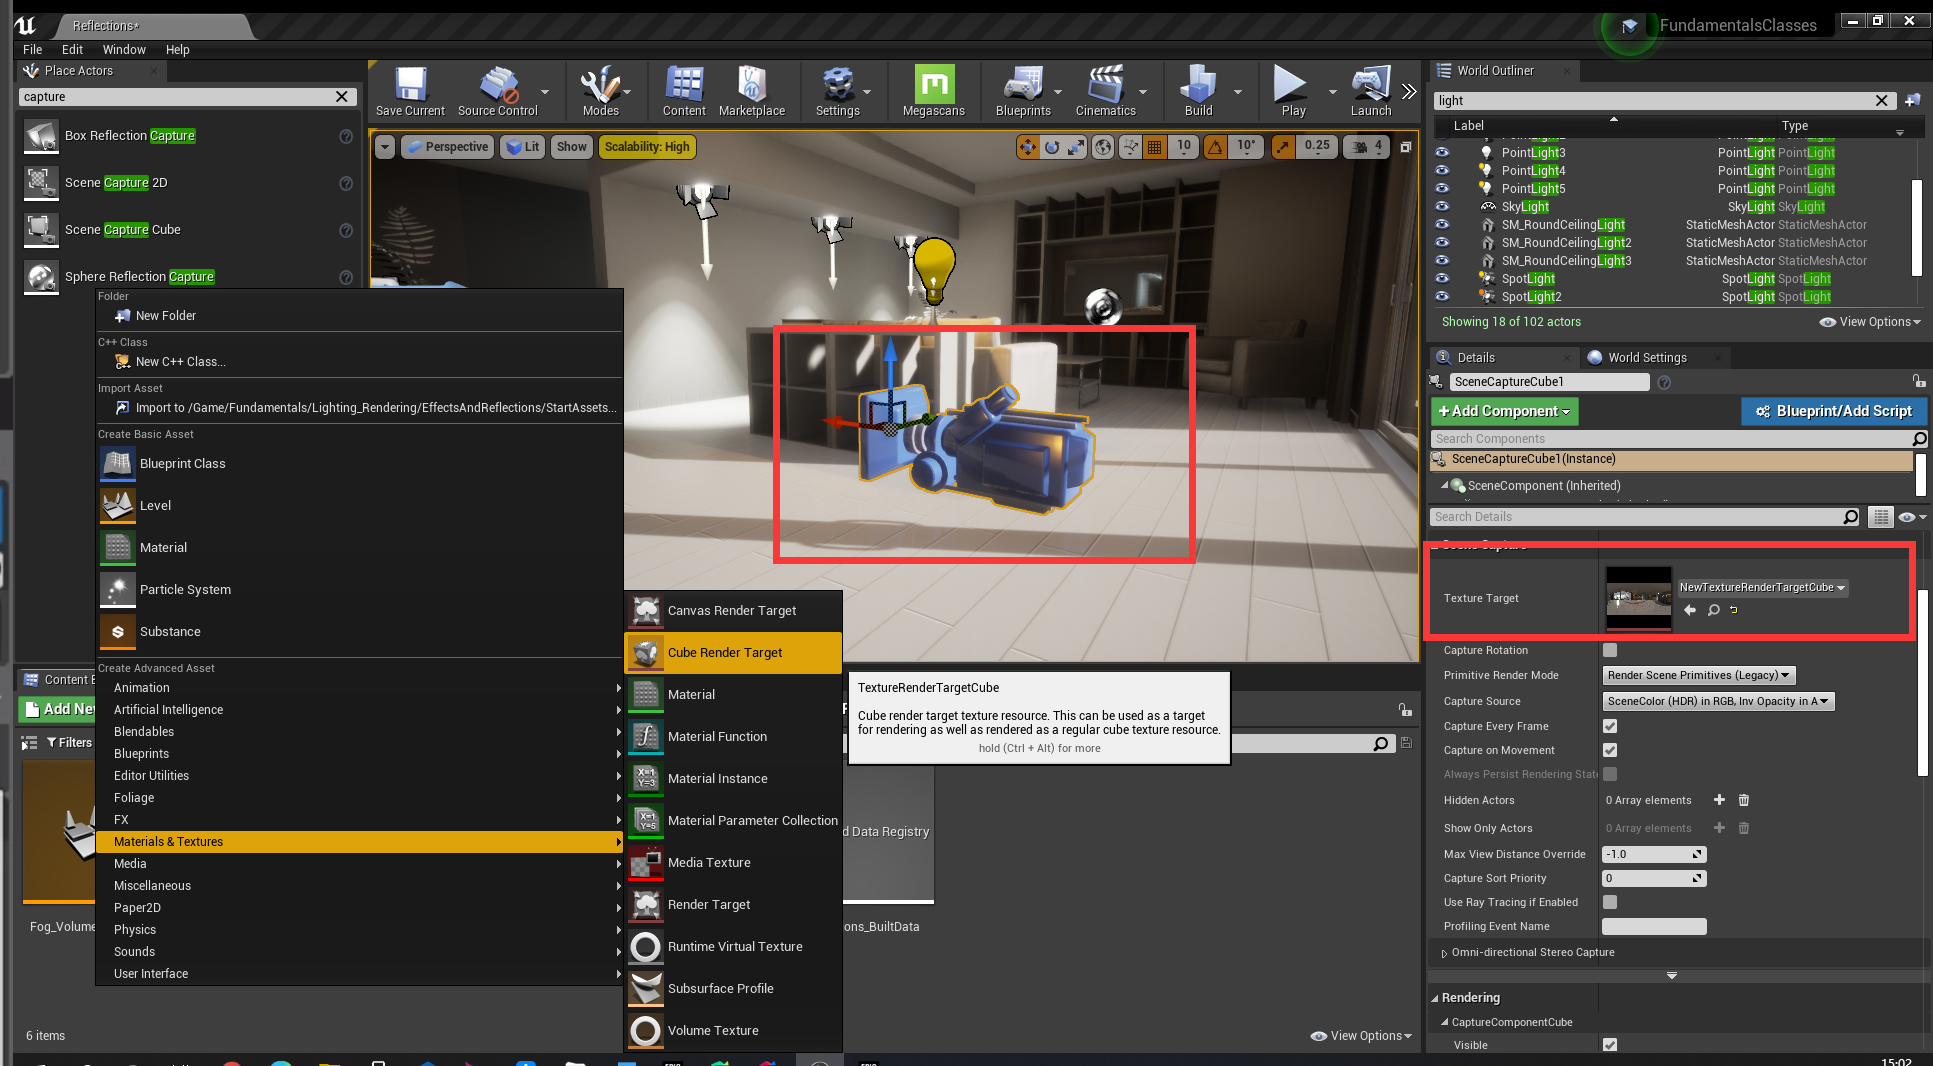 Reflections*
FundamentalsClasses
File Edit Window Help
Place Actors
capture
Box Reflection Capture
Scene Capture 2D
Scene Capture Cube
Sphere Reflection Capture
Save Current
Source Control
Modes
Content
Marketplace
Settings
Megascans
Blueprints
Cinematics
Build
Play
Launch
Perspective
Lit
Show
Scalability: High
10
10°
0.25
4
World Outliner
light
Label Type
PointLight3 PointLight PointLight
PointLight4 PointLight PointLight
PointLight5 PointLight PointLight
SkyLight SkyLight SkyLight
SM_RoundCeilingLight StaticMeshActor StaticMeshActor
SM_RoundCeilingLight2 StaticMeshActor StaticMeshActor
SM_RoundCeilingLight3 StaticMeshActor StaticMeshActor
SpotLight SpotLight SpotLight
SpotLight2 SpotLight SpotLight
Showing 18 of 102 actors
View Options
Details
World Settings
SceneCaptureCube1
+Add Component
Blueprint/Add Script
Search Components
SceneCaptureCube1(Instance)
SceneComponent (Inherited)
Search Details
Scene Capture
Texture Target
NewTextureRenderTargetCube
Capture Rotation
Primitive Render Mode Render Scene Primitives (Legacy)
Capture Source SceneColor (HDR) in RGB, Inv Opacity in A
Capture Every Frame
Capture on Movement
Always Persist Rendering State
Hidden Actors 0 Array elements
Show Only Actors 0 Array elements
Max View Distance Override -1.0
Capture Sort Priority 0
Use Ray Tracing if Enabled
Profiling Event Name
Omni-directional Stereo Capture
Rendering
CaptureComponentCube
Visible
Folder
New Folder
C++ Class
New C++ Class...
Import Asset
Import to /Game/Fundamentals/Lighting_Rendering/EffectsAndReflections/StartAssets...
Create Basic Asset
Blueprint Class
Level
Material
Particle System
Substance
Create Advanced Asset
Animation
Artificial Intelligence
Blendables
Blueprints
Editor Utilities
Foliage
FX
Materials & Textures
Media
Miscellaneous
Paper2D
Physics
Sounds
User Interface
Canvas Render Target
Cube Render Target
Material
Material Function
Material Instance
Material Parameter Collection
Media Texture
Render Target
Runtime Virtual Texture
Subsurface Profile
Volume Texture
TextureRenderTargetCube
Cube render target texture resource. This can be used as a target
for rendering as well as rendered as a regular cube texture resource.
hold (Ctrl + Alt) for more
Content B
Add Ne
Filters
d Data Registry
Fog_Volume
ons_BuiltData
6 items
View Options
15:02